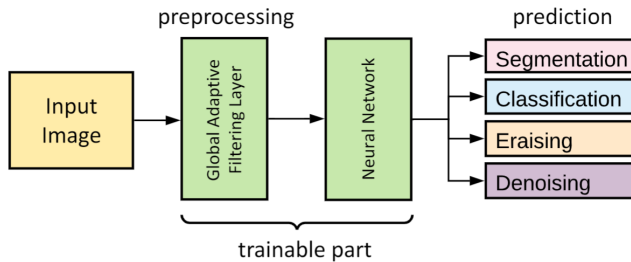 preprocessing
prediction
Input
Image
Global Adaptive
Filtering Layer
Neural Network
Segmentation
Classification
Eraising
Denoising
trainable part